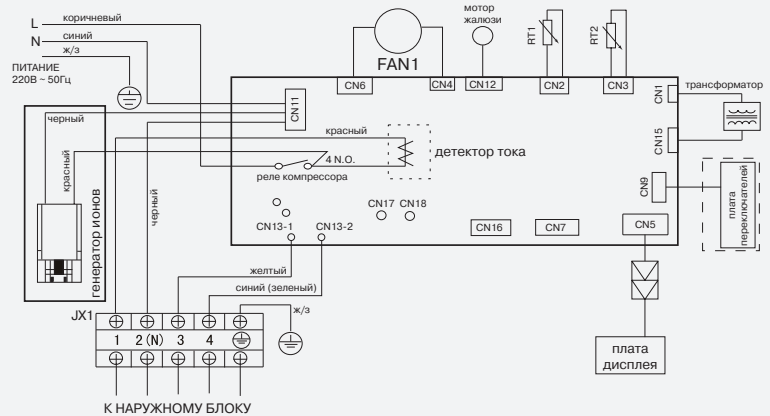 мотор
жалюзи
L
коричневый
N
синий
ж/з
ПИТАНИЕ
220В ~ 50Гц
FAN1
RT1
RT2
CN6
CN4
CN12
CN2
CN3
CN1
трансформатор
CN11
черный
красный
красный
детектор тока
4 N.O.
реле компрессора
CN15
CN9
плата
переключателей
генератор ионов
черный
CN17
CN18
CN13-1
CN13-2
CN16
CN7
CN5
желтый
синий (зеленый)
ж/з
JX1
1
2(N)
3
4
плата
дисплея
К НАРУЖНОМУ БЛОКУ